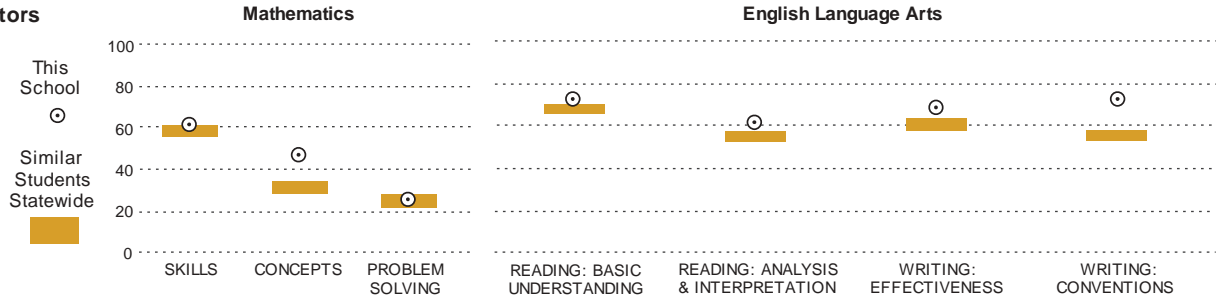 tors
Mathematics
English Language Arts
This
School
Similar
Students
Statewide
100
80
60
40
20
0
SKILLS
CONCEPTS
PROBLEM
SOLVING
READING: BASIC
UNDERSTANDING
READING: ANALYSIS
& INTERPRETATION
WRITING:
EFFECTIVENESS
WRITING:
CONVENTIONS